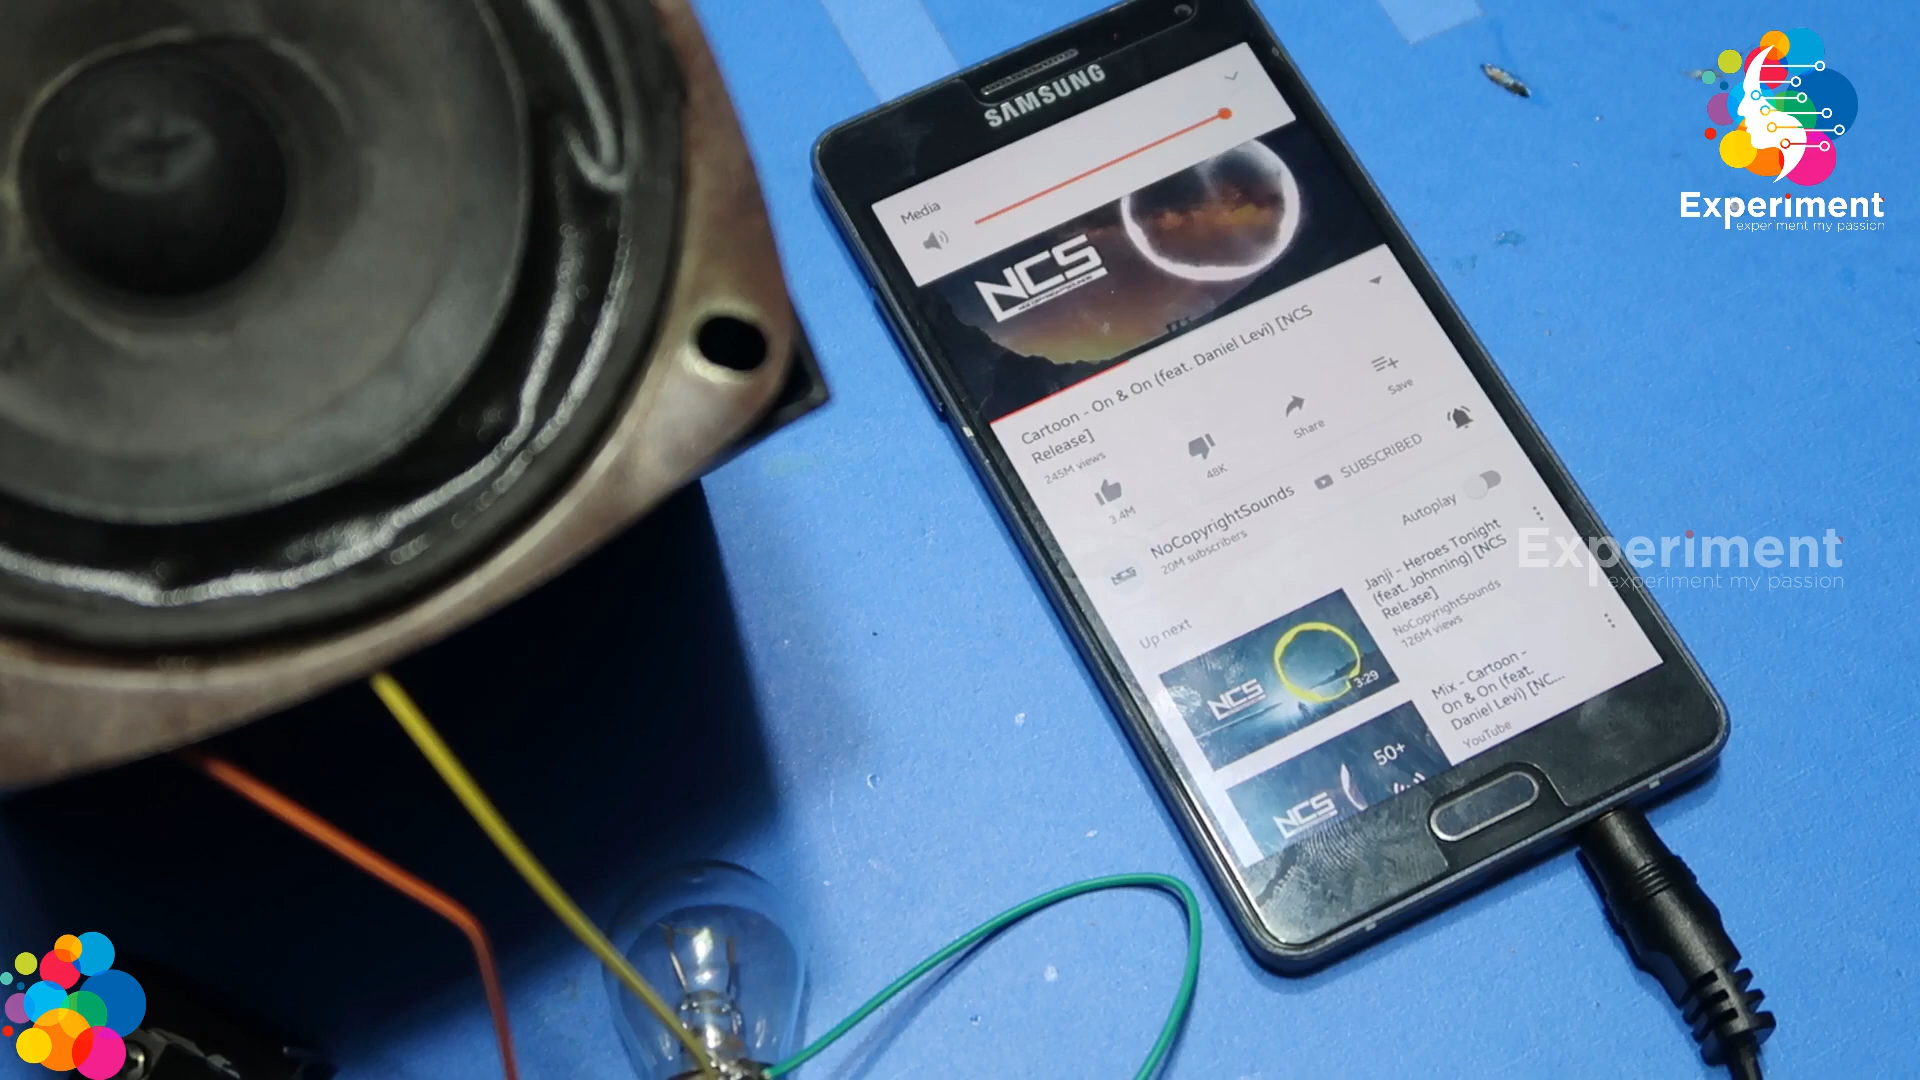 SAMSUNG
Media
NCS
Cartoon - On & On (feat. Daniel Levi) [NCS
Release]
245M views
3.4M
48K
Share
Save
NoCopyrightSounds
20M subscribers
SUBSCRIBED
Autoplay
Up next
NCS
3:29
Janji - Heroes Tonight
(feat. Johnning) [NCS
Release]
NoCopyrightSounds
126M views
NCS
50+
Mix - Cartoon -
On & On (feat.
Daniel Levi) [NC...
YouTube
Experiment
exper ment my passion
Experiment
experiment my passion